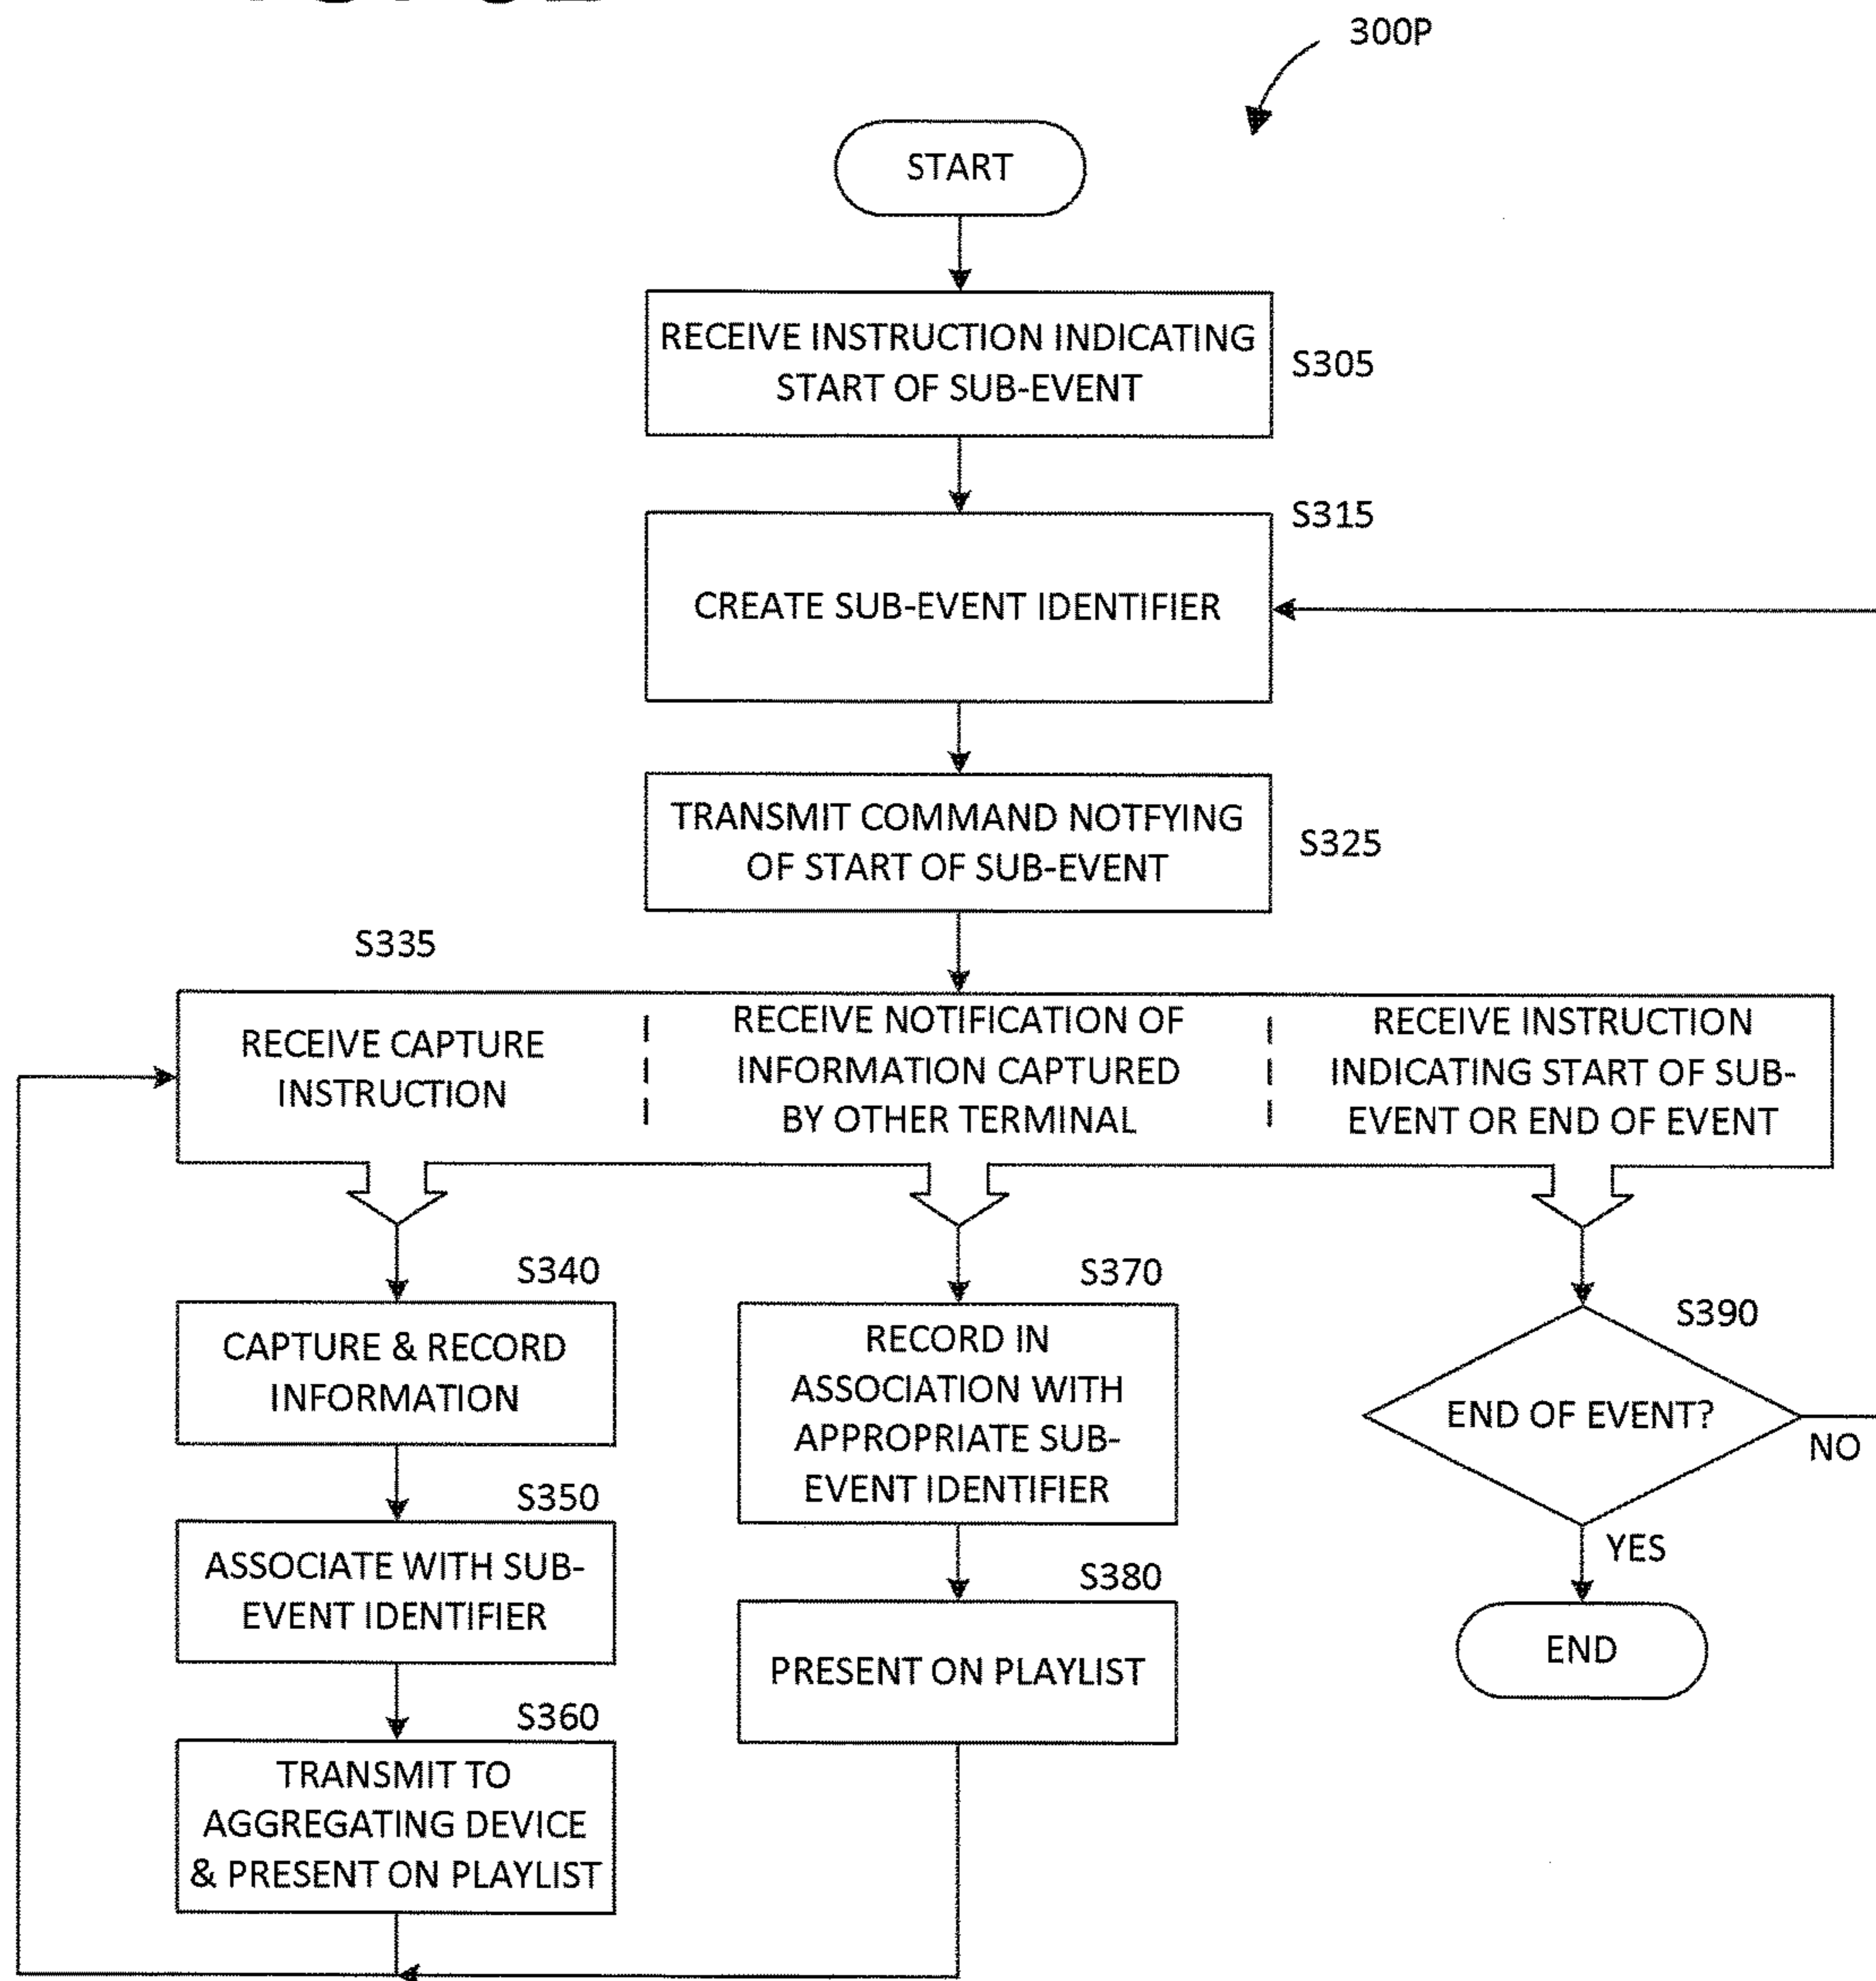 300P
START
RECEIVE INSTRUCTION INDICATING
START OF SUB-EVENT
S305
S315
CREATE SUB-EVENT IDENTIFIER
TRANSMIT COMMAND NOTFYING
OF START OF SUB-EVENT
S325
S335
RECEIVE CAPTURE
INSTRUCTION
RECEIVE NOTIFICATION OF
INFORMATION CAPTURED
BY OTHER TERMINAL
RECEIVE INSTRUCTION
INDICATING START OF SUB-
EVENT OR END OF EVENT
S340
CAPTURE & RECORD
INFORMATION
S350
ASSOCIATE WITH SUB-
EVENT IDENTIFIER
S360
TRANSMIT TO
AGGREGATING DEVICE
& PRESENT ON PLAYLIST
S370
RECORD IN
ASSOCIATION WITH
APPROPRIATE SUB-
EVENT IDENTIFIER
S380
PRESENT ON PLAYLIST
S390
END OF EVENT?
NO
YES
END